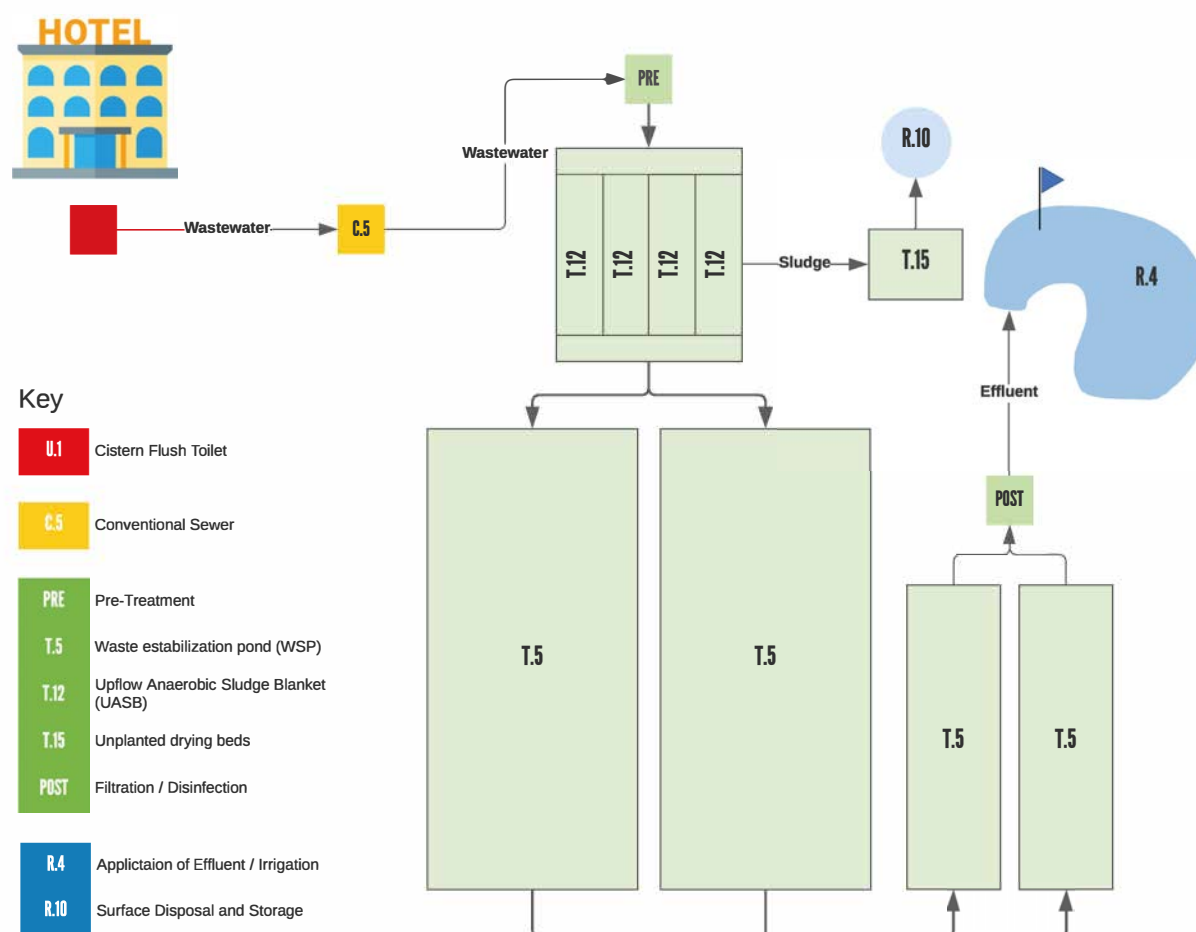 HOTEL
PRE
Wastewater
R.10
Wastewater
C.5
T.12 T.12 T.12 T.12
Sludge
T.15
R.4
Effluent
Key
U.1 Cistern Flush Toilet
C.5 Conventional Sewer
PRE Pre-Treatment
T.5 Waste estabilization pond (WSP)
T.12 Upflow Anaerobic Sludge Blanket
(UASB)
T.15 Unplanted drying beds
POST Filtration / Disinfection
R.4 Applictaion of Effluent / Irrigation
R.10 Surface Disposal and Storage
T.5 T.5
POST
T.5 T.5